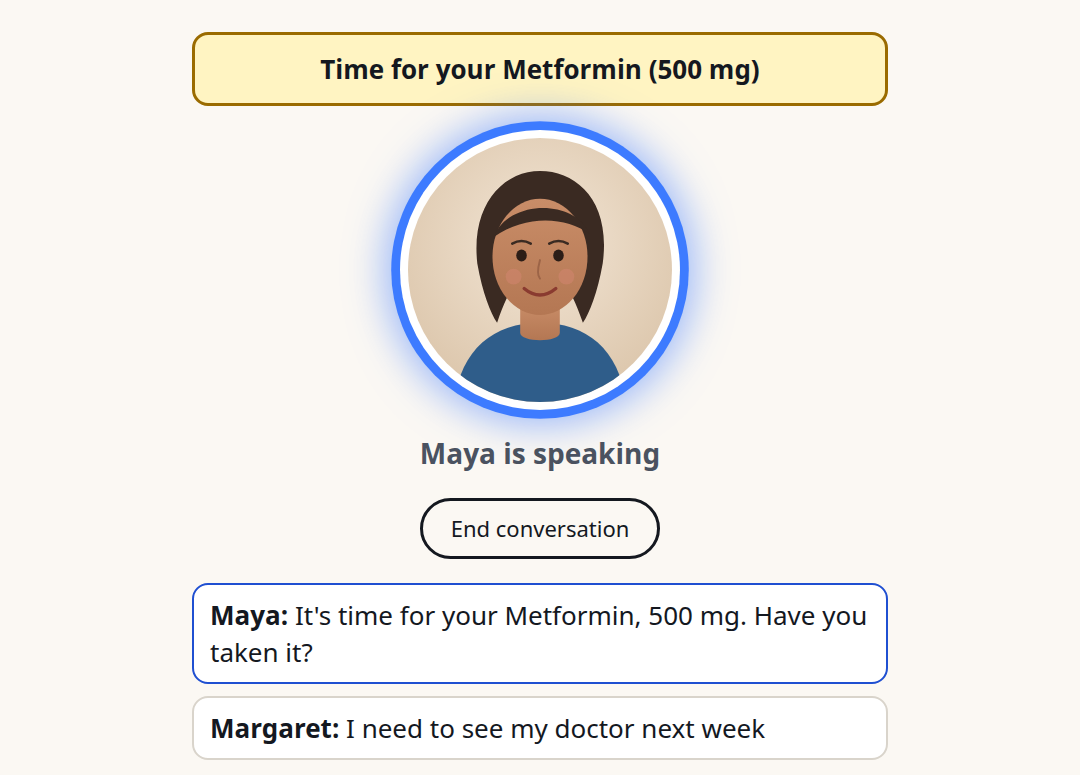 Time for your Metformin (500 mg)
Maya is speaking
End conversation
Maya: It's time for your Metformin, 500 mg. Have you
taken it?
Margaret: I need to see my doctor next week